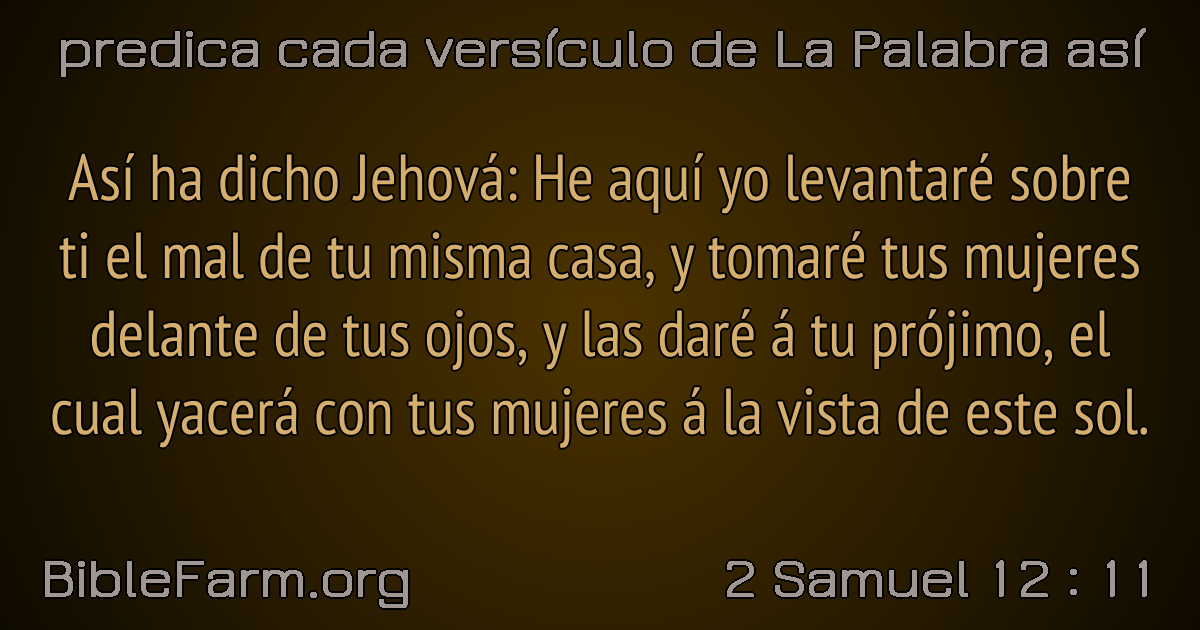 predica cada versículo de La Palabra así
Así ha dicho Jehová: He aquí yo levantaré sobre
ti el mal de tu misma casa, y tomaré tus mujeres
delante de tus ojos, y las daré á tu prójimo, el
cual yacerá con tus mujeres á la vista de este sol.
BibleFarm.org
2 Samuel 12 : 11